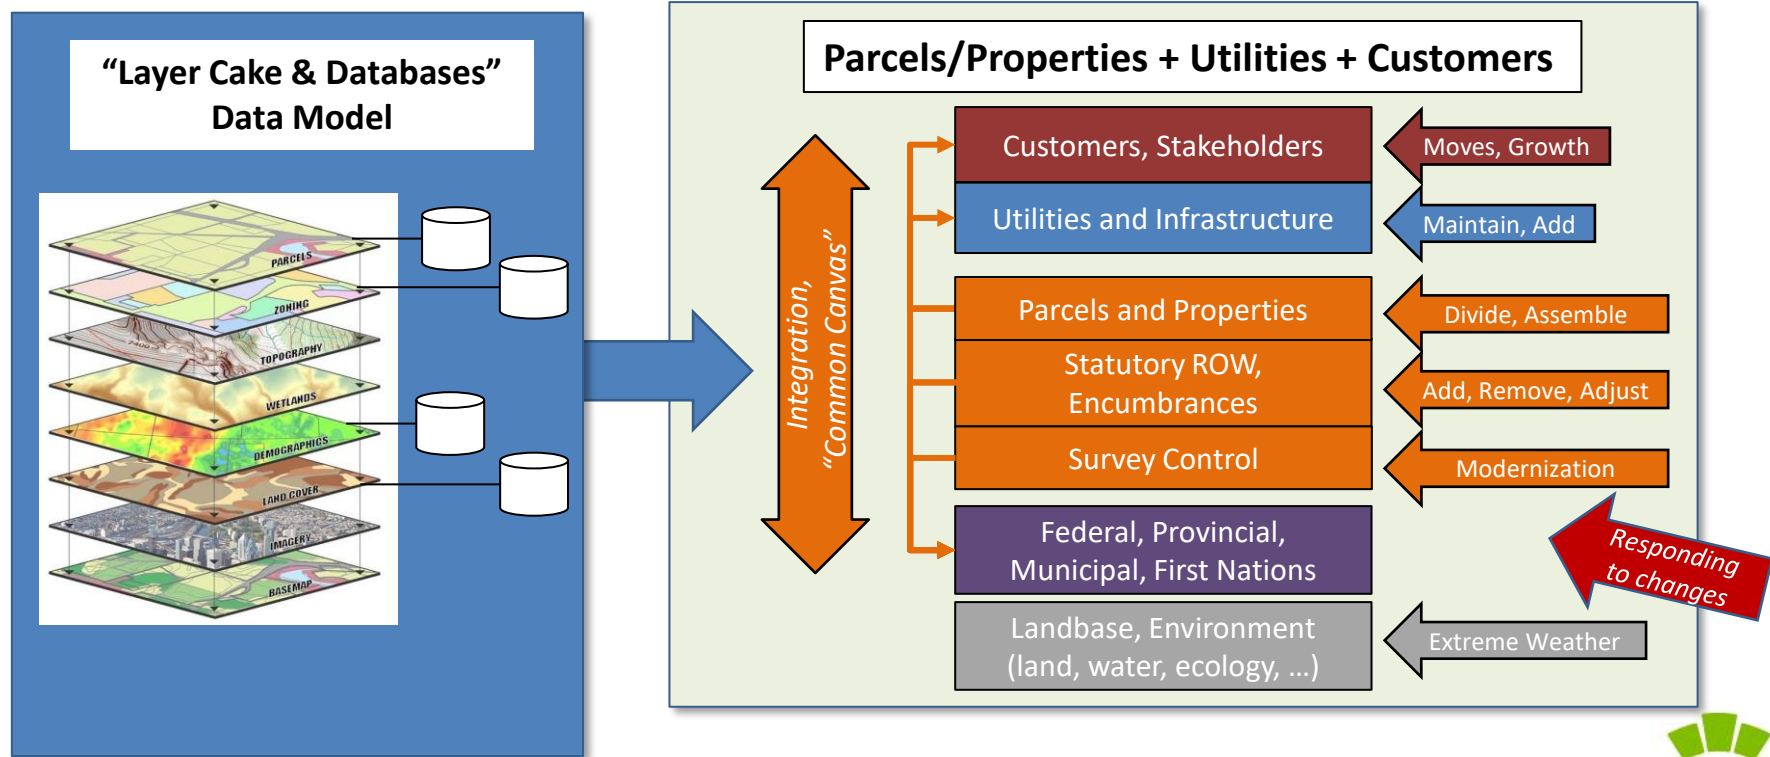 “Layer Cake & Databases”
Data Model
PARCELS
ZONING
7400
TOPOGRAPHY
WETLANDS
DEMOGRAPHICS
LAND COVER
IMAGERY
BASEMAP
Parcels/Properties + Utilities + Customers
Integration,
“Common Canvas”
Customers, Stakeholders
Moves, Growth
Utilities and Infrastructure
Maintain, Add
Parcels and Properties
Divide, Assemble
Statutory ROW,
Encumbrances
Add, Remove, Adjust
Survey Control
Modernization
Federal, Provincial,
Municipal, First Nations
Responding
to changes
Landbase, Environment
(land, water, ecology, …)
Extreme Weather